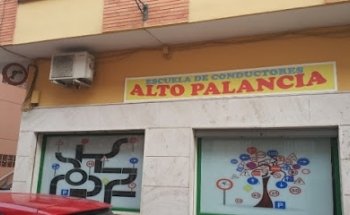 ESCUELA DE CONDUCTORES
ALTO PALANCIA